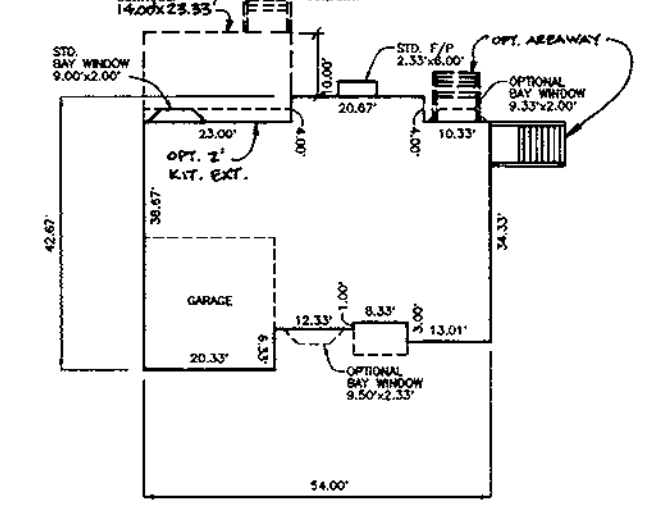 14.00x23.33'
STD.
BAY WINDOW
9.00'x2.00'
10.00'
STD. F/P
2.33'x6.00'
OPT. AREAWAY
OPTIONAL
BAY WINDOW
9.33'x2.00'
20.67'
23.00'
4.00'
4.00'
10.33'
OPT. 2'
KIT. EXT.
42.67'
38.67'
34.33'
GARAGE
12.33'
1.00'
8.33'
3.00'
13.01'
20.33'
6.33'
OPTIONAL
BAY WINDOW
9.50'x2.33'
54.00'